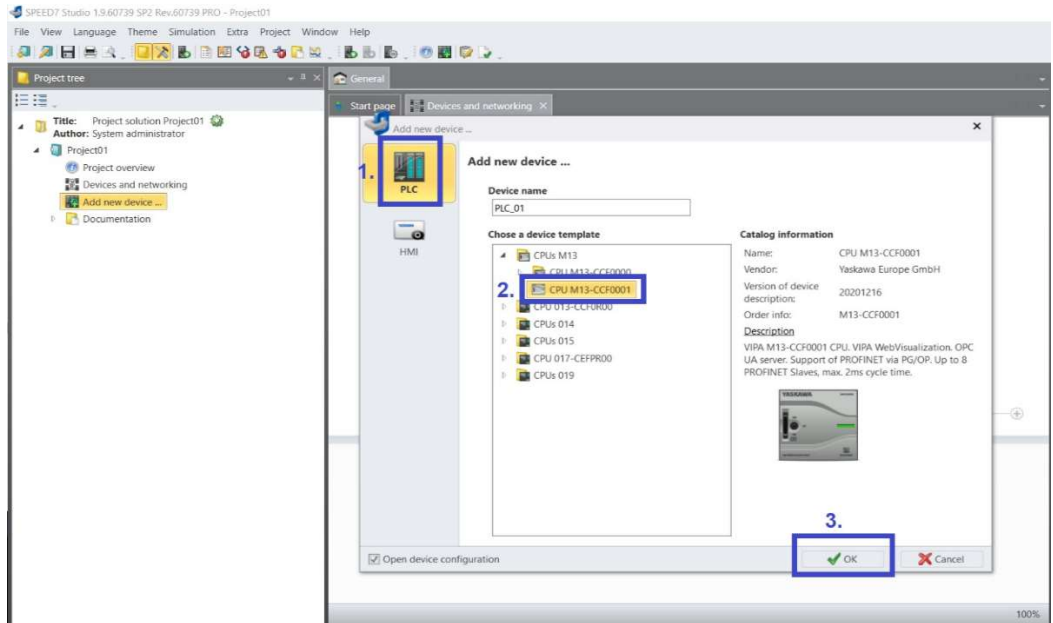 SPEED7 Studio 1.9.60739 SP2 Rev.60739 PRO - Project01
File View Language Theme Simulation Extra Project Window Help
Project tree
Title: Project solution Project01
Author: System administrator
Project01
Project overview
Devices and networking
Add new device ...
Documentation
General
Start page
Devices and networking
Add new device ...
1.
PLC
HMI
Add new device ...
Device name
PLC_01
Chose a device template
CPUs M13
CPU M13-CCF0000
2.
CPU M13-CCF0001
CPU 013-CCF0R00
CPUs 014
CPUs 015
CPU 017-CEFPR00
CPUs 019
Catalog information
Name: CPU M13-CCF0001
Vendor: Yaskawa Europe GmbH
Version of device description: 20201216
Order info: M13-CCF0001
Description
VIPA M13-CCF0001 CPU. VIPA WebVisualization. OPC
UA server. Support of PROFINET via PG/OP. Up to 8
PROFINET Slaves, max. 2ms cycle time.
YASKAWA
3.
Open device configuration
OK
Cancel
100%